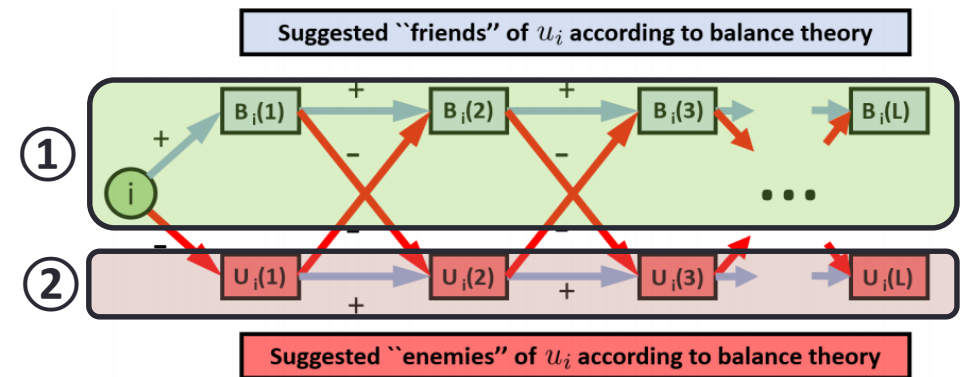 Suggested ``friends'' of u_i according to balance theory
①
+
B_i(1)
+
B_i(2)
+
B_i(3)
B_i(L)
i
-
-
...
-
-
-
②
U_i(1)
+
U_i(2)
+
U_i(3)
U_i(L)
Suggested ``enemies'' of u_i according to balance theory